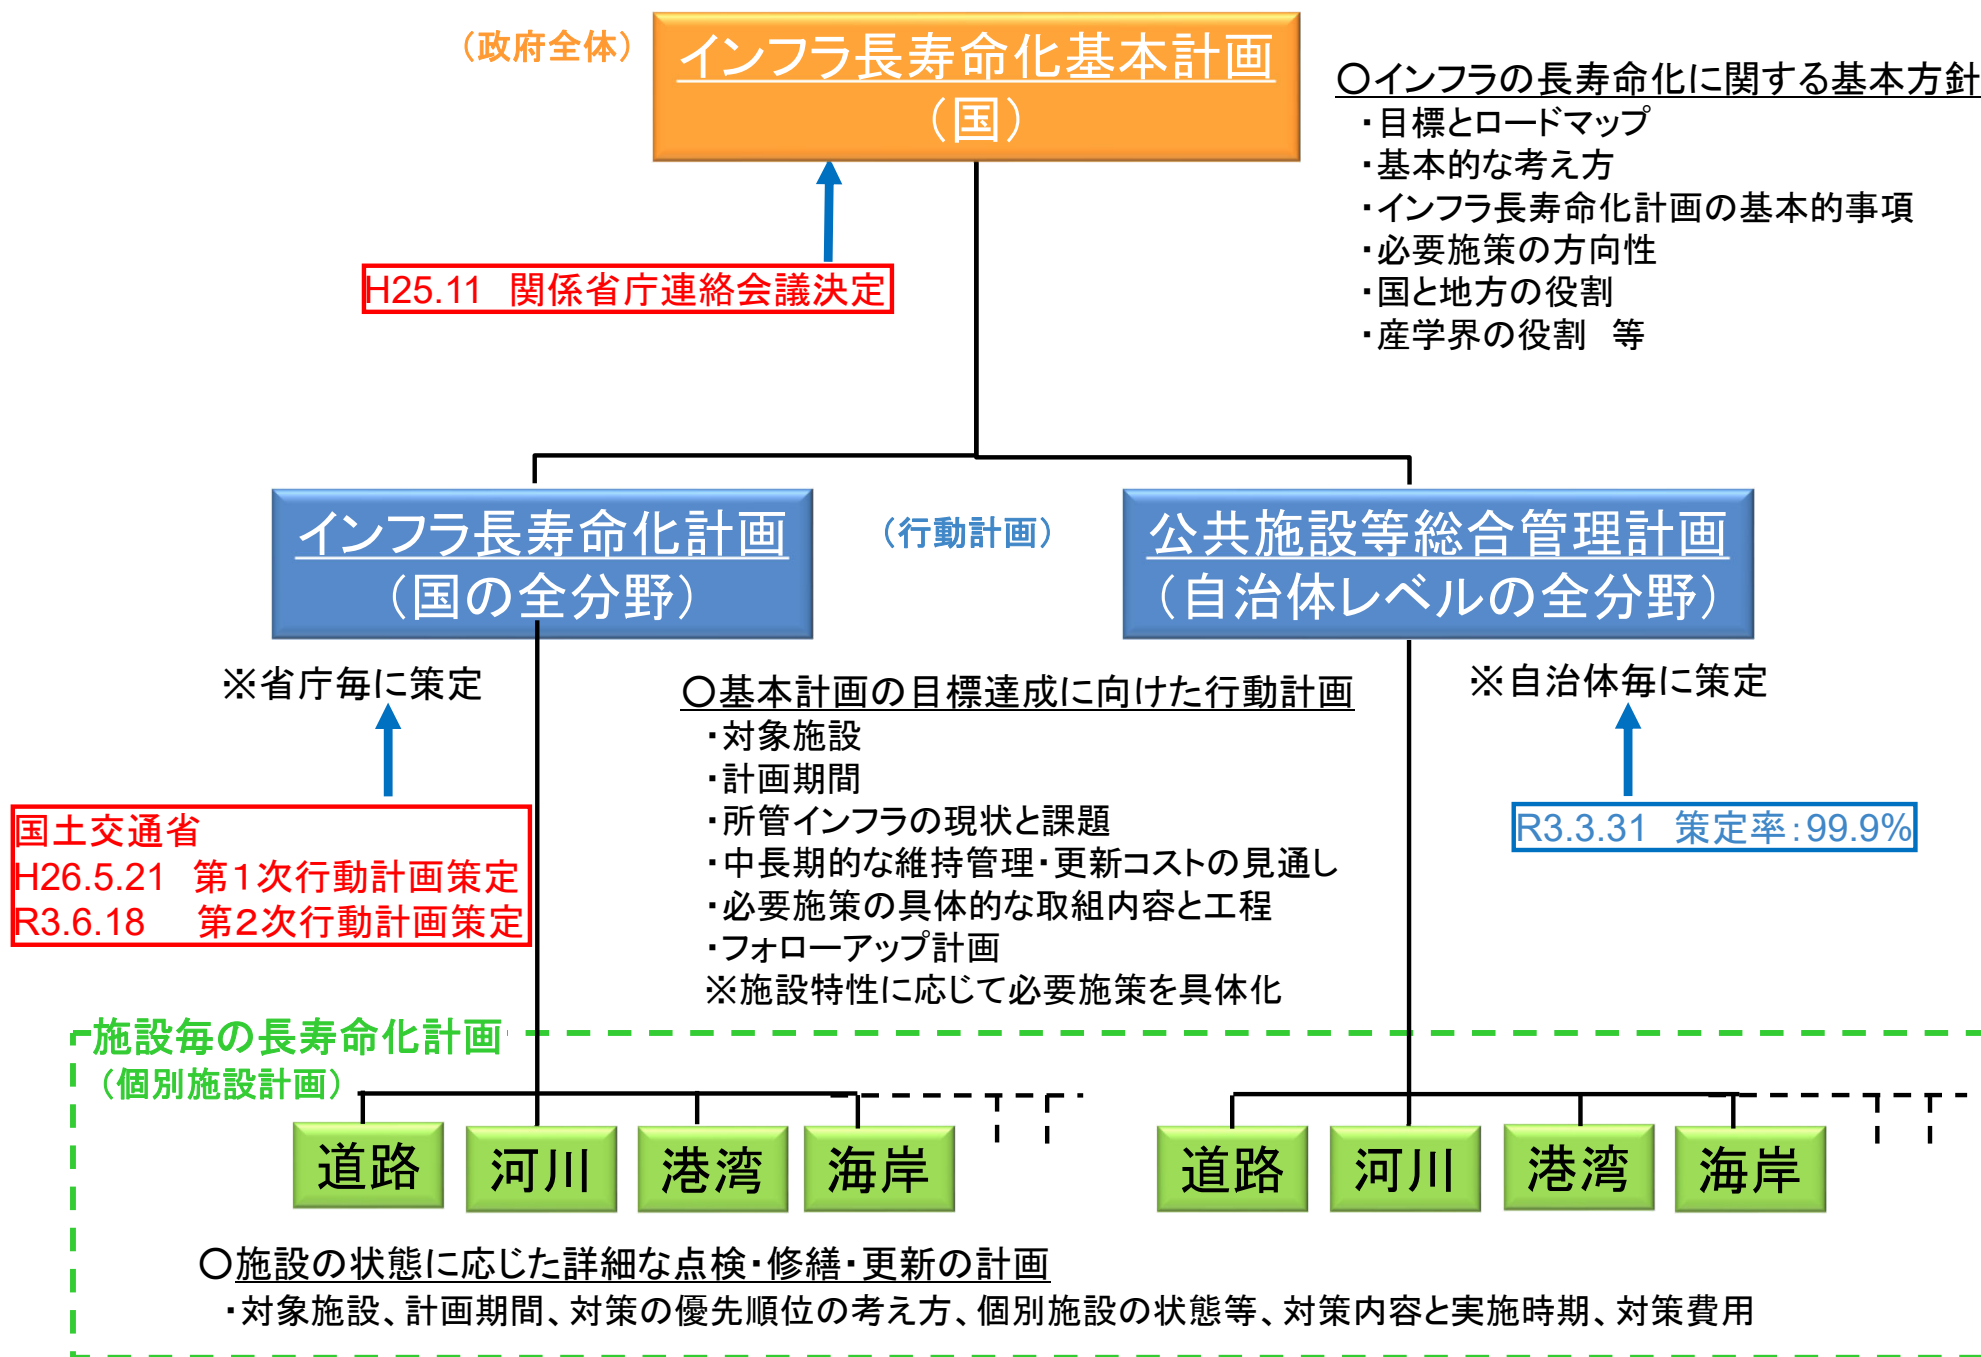 （政府全体）
インフラ長寿命化基本計画
（国）
〇インフラの長寿命化に関する基本方針
・目標とロードマップ
・基本的な考え方
・インフラ長寿命化計画の基本的事項
・必要施策の方向性
・国と地方の役割
・産学界の役割　等
H25.11　関係省庁連絡会議決定
インフラ長寿命化計画
（国の全分野）
（行動計画）
公共施設等総合管理計画
（自治体レベルの全分野）
※省庁毎に策定
国土交通省
H26.5.21　第１次行動計画策定
R3.6.18　第２次行動計画策定
〇基本計画の目標達成に向けた行動計画
・対象施設
・計画期間
・所管インフラの現状と課題
・中長期的な維持管理・更新コストの見通し
・必要施策の具体的な取組内容と工程
・フォローアップ計画
※施設特性に応じて必要施策を具体化
※自治体毎に策定
R3.3.31　策定率：99.9%
施設毎の長寿命化計画
（個別施設計画）
道路　河川　港湾　海岸　道路　河川　港湾　海岸
〇施設の状態に応じた詳細な点検・修繕・更新の計画
・対象施設、計画期間、対策の優先順位の考え方、個別施設の状態等、対策内容と実施時期、対策費用